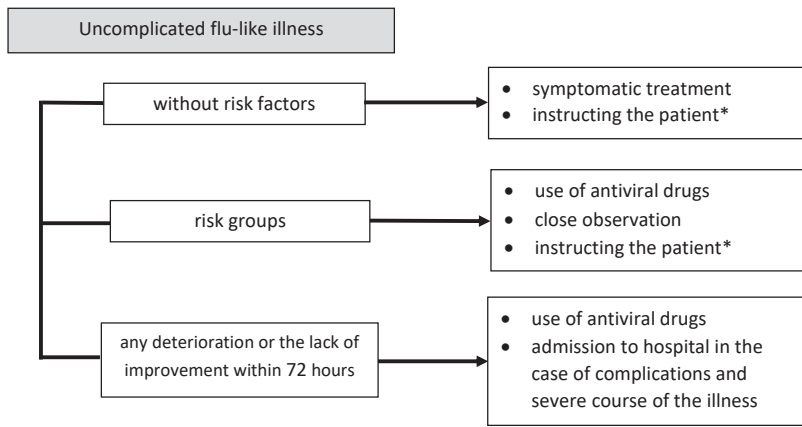 Uncomplicated flu-like illness
without risk factors
• symptomatic treatment
• instructing the patient*
risk groups
• use of antiviral drugs
• close observation
• instructing the patient*
any deterioration or the lack of
improvement within 72 hours
• use of antiviral drugs
• admission to hospital in the
case of complications and
severe course of the illness